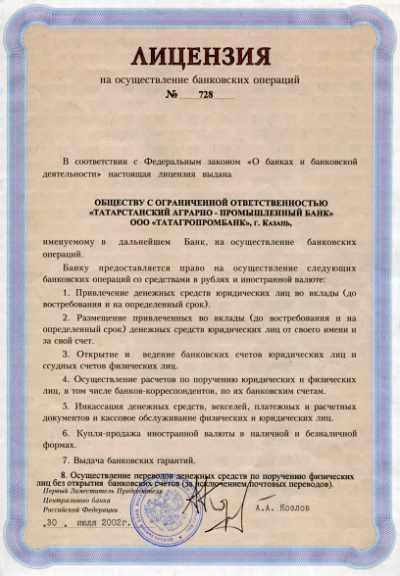 ЛИЦЕНЗИЯ
на осуществление банковских операций
№ 728
В соответствии с Федеральным законом «О банках и банковской
деятельности» настоящая лицензия выдана
ОБЩЕСТВУ С ОГРАНИЧЕННОЙ ОТВЕТСТВЕННОСТЬЮ
«ТАТАРСТАНСКИЙ АГРАРНО - ПРОМЫШЛЕННЫЙ БАНК»
ООО «ТАТАГРОПРОМБАНК», г. Казань,
именуемому в дальнейшем Банк, на осуществление банковских
операций.
Банку предоставляется право на осуществление следующих
банковских операций со средствами в рублях и иностранной валюте:
1. Привлечение денежных средств юридических лиц во вклады (до
востребования и на определенный срок).
2. Размещение привлеченных во вклады (до востребования и на
определенный срок) денежных средств юридических лиц от своего имени и
за свой счет.
3. Открытие и ведение банковских счетов юридических лиц и
ссудных счетов физических лиц.
4. Осуществление расчетов по поручению юридических и физических
лиц, в том числе банков-корреспондентов, по их банковским счетам.
5. Инкассация денежных средств, векселей, платежных и расчетных
документов и кассовое обслуживание физических и юридических лиц.
6. Купля-продажа иностранной валюты в наличной и безналичной
формах.
7. Выдача банковских гарантий.
8. Осуществление переводов денежных средств по поручению физических
лиц без открытия банковских счетов (за исключением почтовых переводов).
Первый Заместитель Председателя
Центрального банка
Российской Федерации
А.А. Козлов
30 июля 2002г.